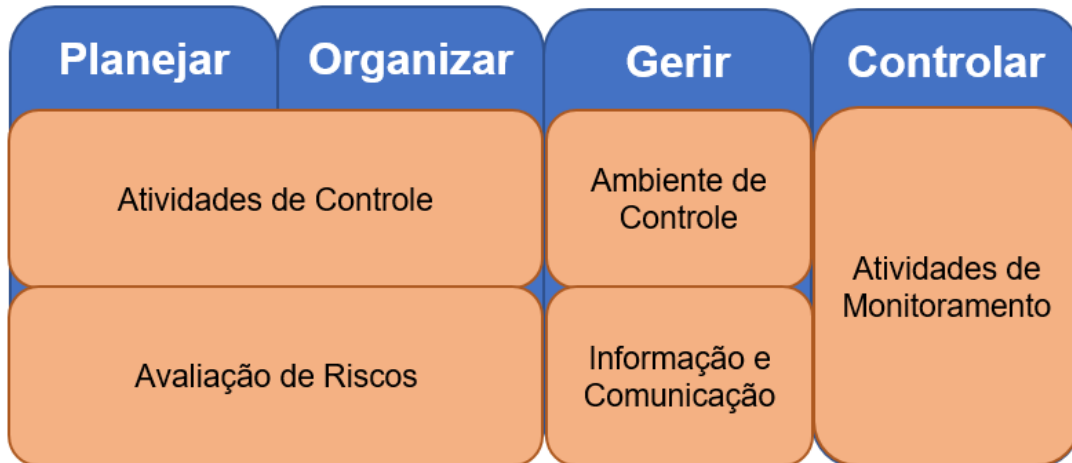 Planejar
Organizar
Gerir
Controlar
Atividades de Controle
Ambiente de
Controle
Atividades de
Monitoramento
Avaliação de Riscos
Informação e
Comunicação